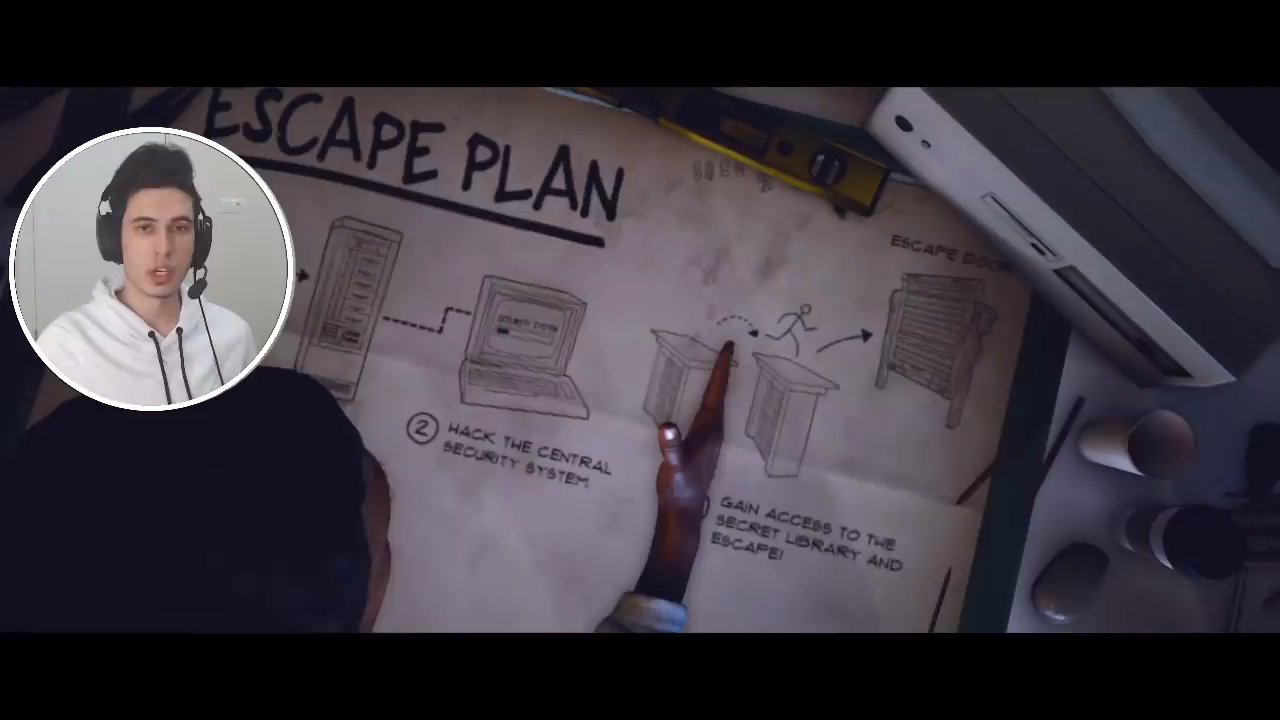 ESCAPE PLAN
ESCAPE DOOR
SECURITY SYSTEM
2 HACK THE CENTRAL
SECURITY SYSTEM
GAIN ACCESS TO THE
SECRET LIBRARY AND
ESCAPE!